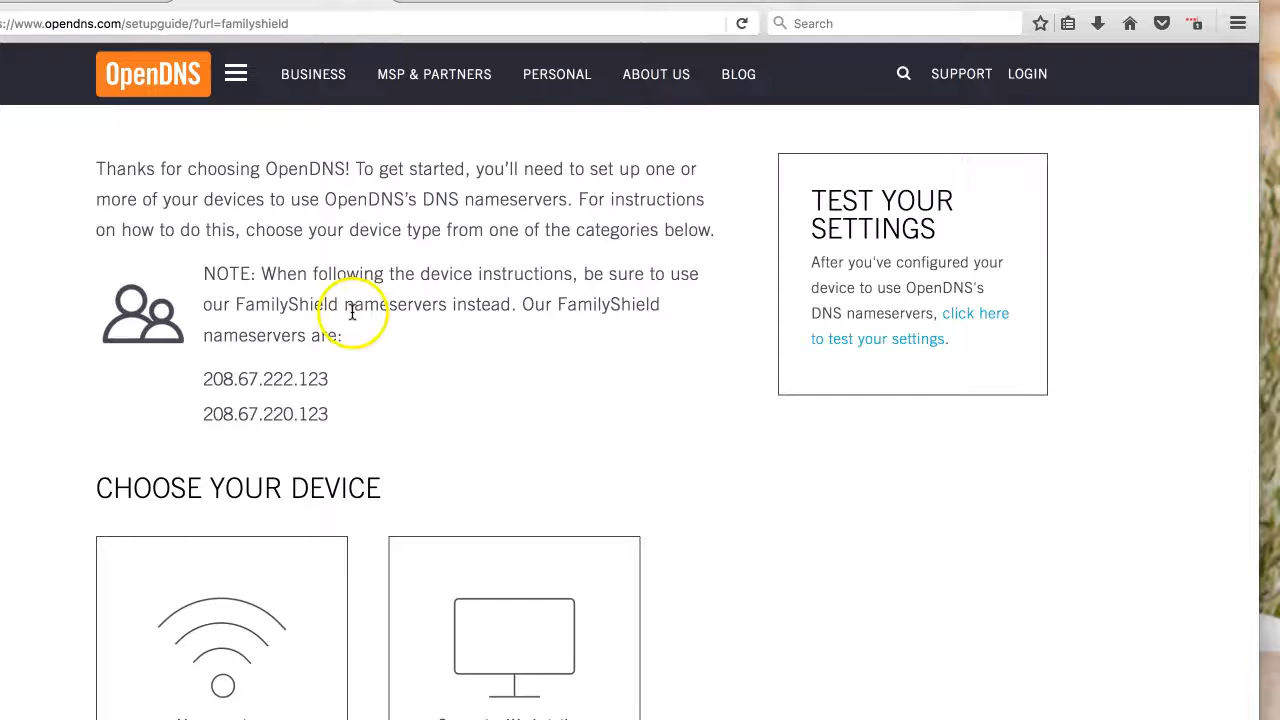 s://www.opendns.com/setupguide/?url=familyshield
Search
OpenDNS
BUSINESS
MSP & PARTNERS
PERSONAL
ABOUT US
BLOG
SUPPORT
LOGIN
Thanks for choosing OpenDNS! To get started, you'll need to set up one or
more of your devices to use OpenDNS's DNS nameservers. For instructions
on how to do this, choose your device type from one of the categories below.
NOTE: When following the device instructions, be sure to use
our FamilyShield nameservers instead. Our FamilyShield
nameservers are:
208.67.222.123
208.67.220.123
TEST YOUR
SETTINGS
After you've configured your
device to use OpenDNS's
DNS nameservers, click here
to test your settings.
CHOOSE YOUR DEVICE